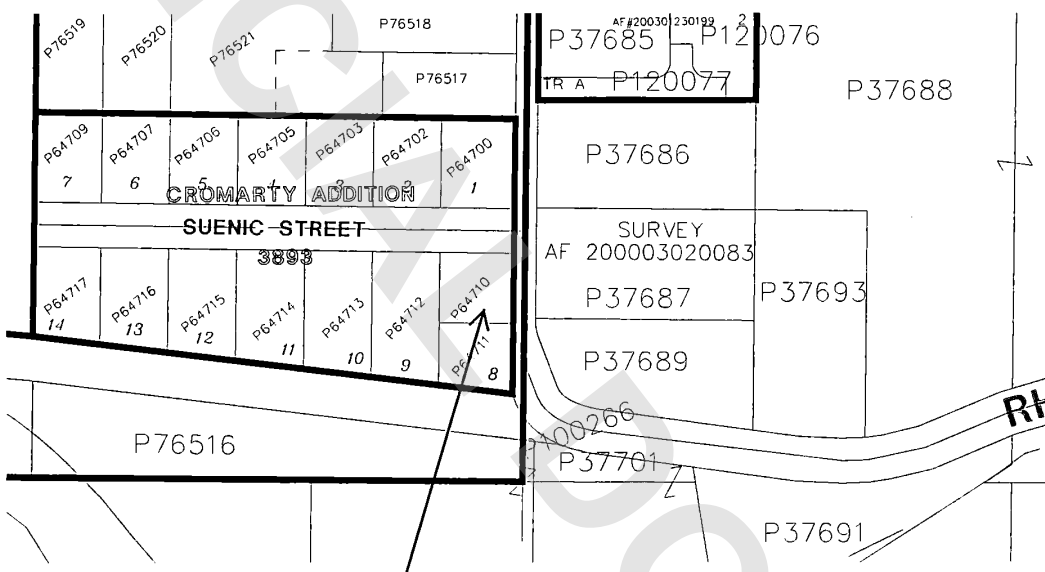 P76519
P76520
P76521
P76518
P76517
AF#200301230199
2
P37685
P120076
TR A
P120077
P37688
P64709
P64707
P64706
P64705
P64703
P64702
P64700
7
6
5
4
3
2
1
CROMARTY ADDITION
SUENIC STREET
3893
P64717
P64716
P64715
P64714
P64713
P64712
P64710
P64711
14
13
12
11
10
9
8
P37686
SURVEY
AF 200003020083
P37687
P37693
P37689
P76516
P100266
P37701
P37691